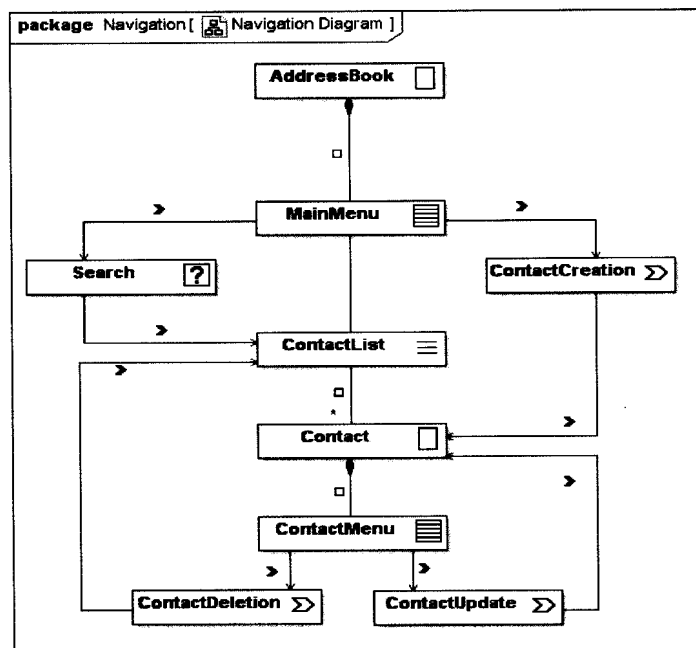 package Navigation [ Navigation Diagram ]
AddressBook
MainMenu
Search ?
ContactCreation
ContactList
*
Contact
ContactMenu
ContactDeletion
ContactUpdate